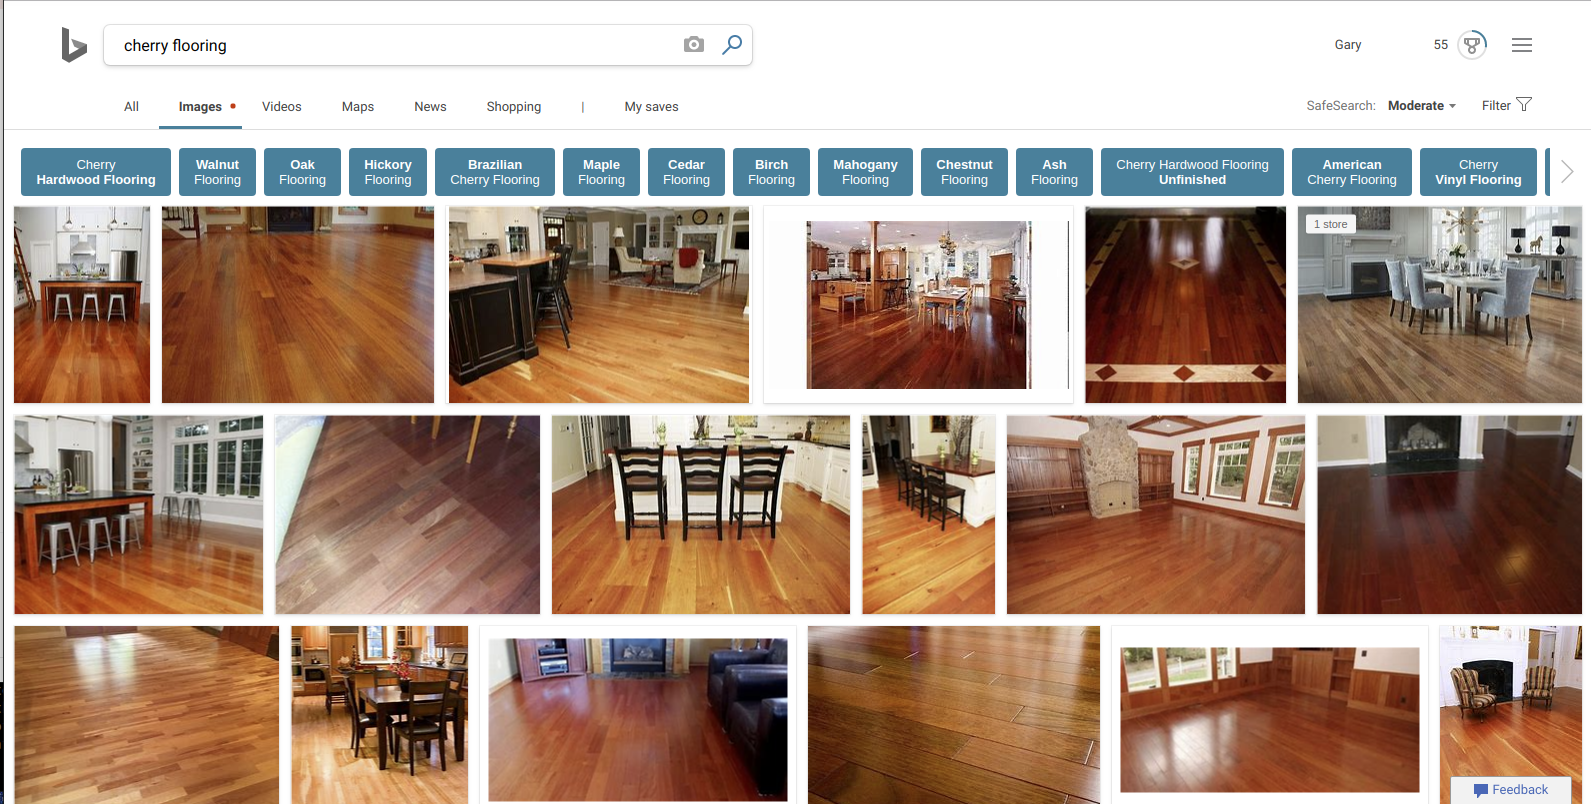 cherry flooring
Gary
55
All
Images
Videos
Maps
News
Shopping
|
My saves
SafeSearch:
Moderate
Filter
Cherry
Hardwood Flooring
Walnut
Flooring
Oak
Flooring
Hickory
Flooring
Brazilian
Cherry Flooring
Maple
Flooring
Cedar
Flooring
Birch
Flooring
Mahogany
Flooring
Chestnut
Flooring
Ash
Flooring
Cherry Hardwood Flooring
Unfinished
American
Cherry Flooring
Cherry
Vinyl Flooring
1 store
Feedback